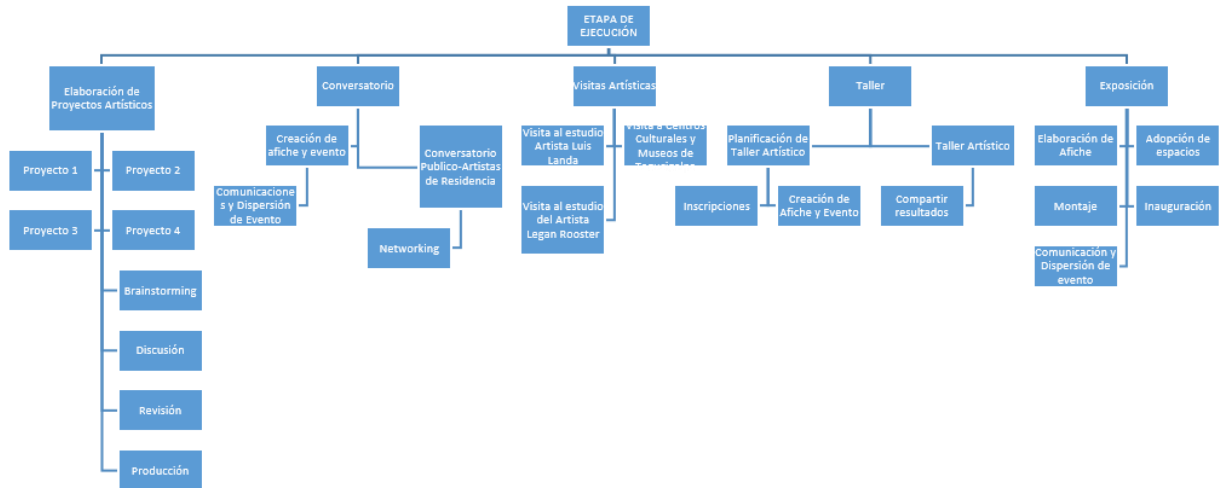 ETAPA DE
EJECUCIÓN
Elaboración de
Proyectos Artísticos
Proyecto 1
Proyecto 2
Proyecto 3
Proyecto 4
Brainstorming
Discusión
Revisión
Producción
Conversatorio
Creación de
afiche y evento
Comunicacione
s y Dispersión
de Evento
Conversatorio
Publico-Artistas
de Residencia
Networking
Visitas Artísticas
Visita al estudio
Artista Luis
Landa
Visita a Centros
Culturales y
Museos de
Visita al estudio
del Artista
Legan Rooster
Taller
Planificación de
Taller Artístico
Inscripciones
Creación de
Afiche y Evento
Taller Artístico
Compartir
resultados
Exposición
Elaboración de
Afiche
Adopción de
espacios
Montaje
Inauguración
Comunicación y
Dispersión de
evento